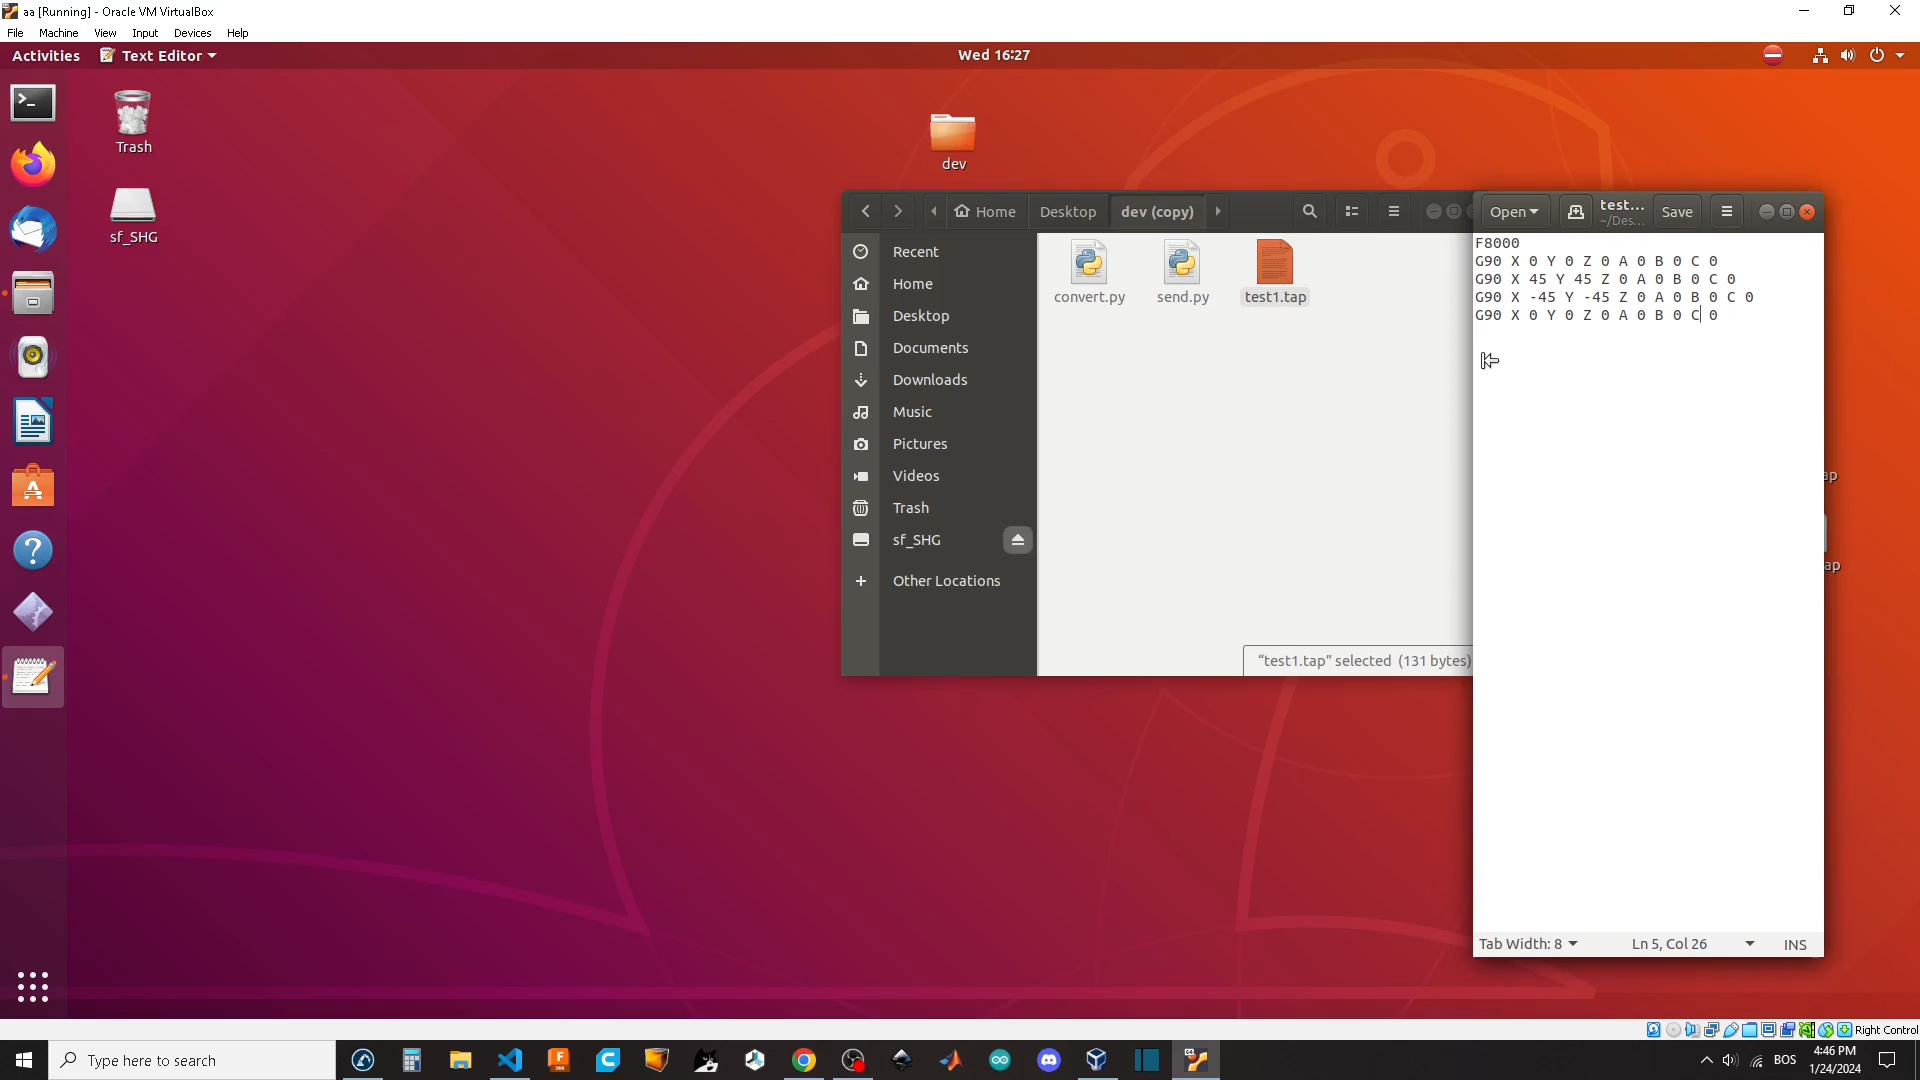 aa [Running] - Oracle VM VirtualBox
File Machine View Input Devices Help
Activities Text Editor Wed 16:27
Trash
sf_SHG
dev
Home Desktop dev (copy)
Recent
Home
Desktop
Documents
Downloads
Music
Pictures
Videos
Trash
sf_SHG
Other Locations
convert.py send.py test1.tap
"test1.tap" selected (131 bytes)
Open test... Save
~/Des...
F8000
G90 X 0 Y 0 Z 0 A 0 B 0 C 0
G90 X 45 Y 45 Z 0 A 0 B 0 C 0
G90 X -45 Y -45 Z 0 A 0 B 0 C 0
G90 X 0 Y 0 Z 0 A 0 B 0 C 0
ap
ap
Tab Width: 8 Ln 5, Col 26 INS
Right Control
Type here to search
BOS
4:46 PM
1/24/2024